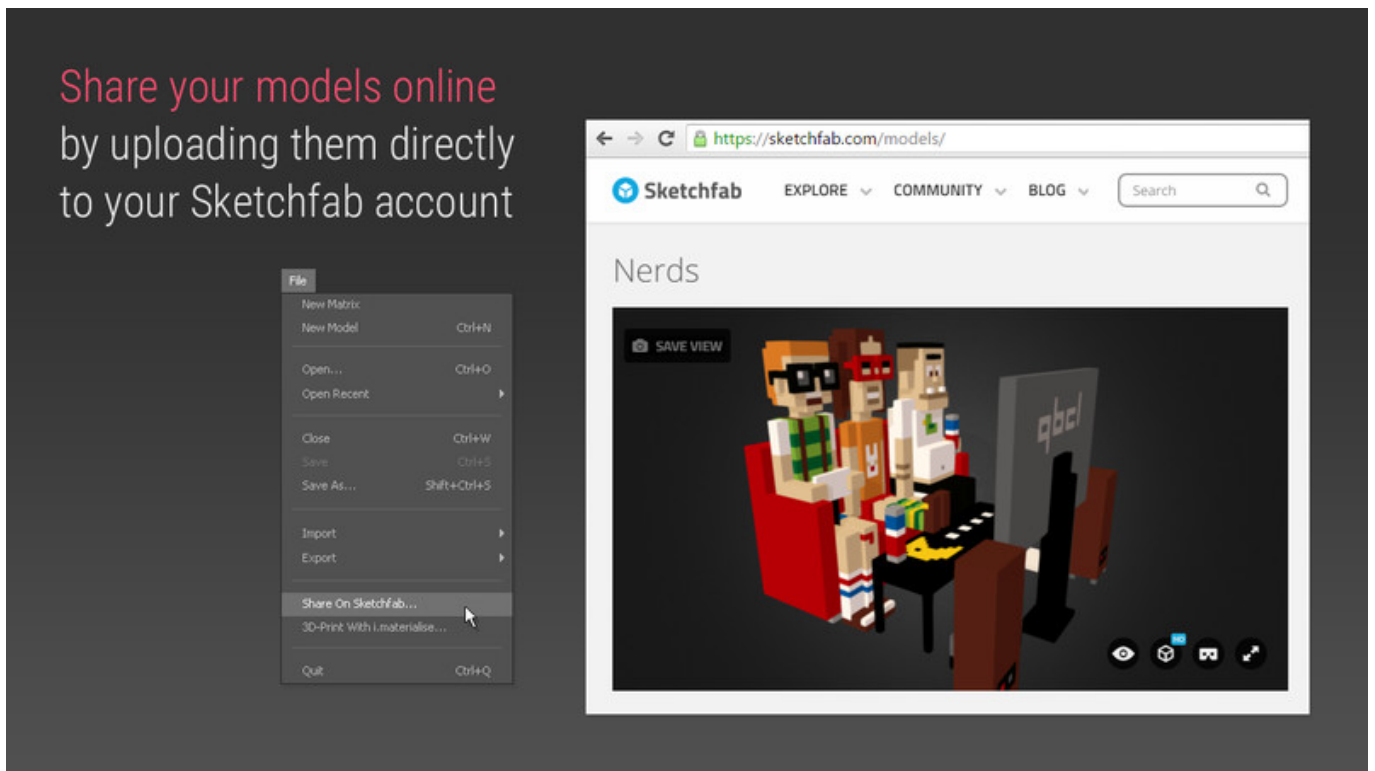 Share your models online
by uploading them directly
to your Sketchfab account
File
New Matrix
New Model Ctrl+N
Open... Ctrl+O
Open Recent
Close Ctrl+W
Save Ctrl+S
Save As... Shift+Ctrl+S
Import
Export
Share On Sketchfab...
3D-Print With i.materialise...
Quit Ctrl+Q
https://sketchfab.com/models/
Sketchfab EXPLORE COMMUNITY BLOG Search
Nerds
SAVE VIEW
qbcl
HD